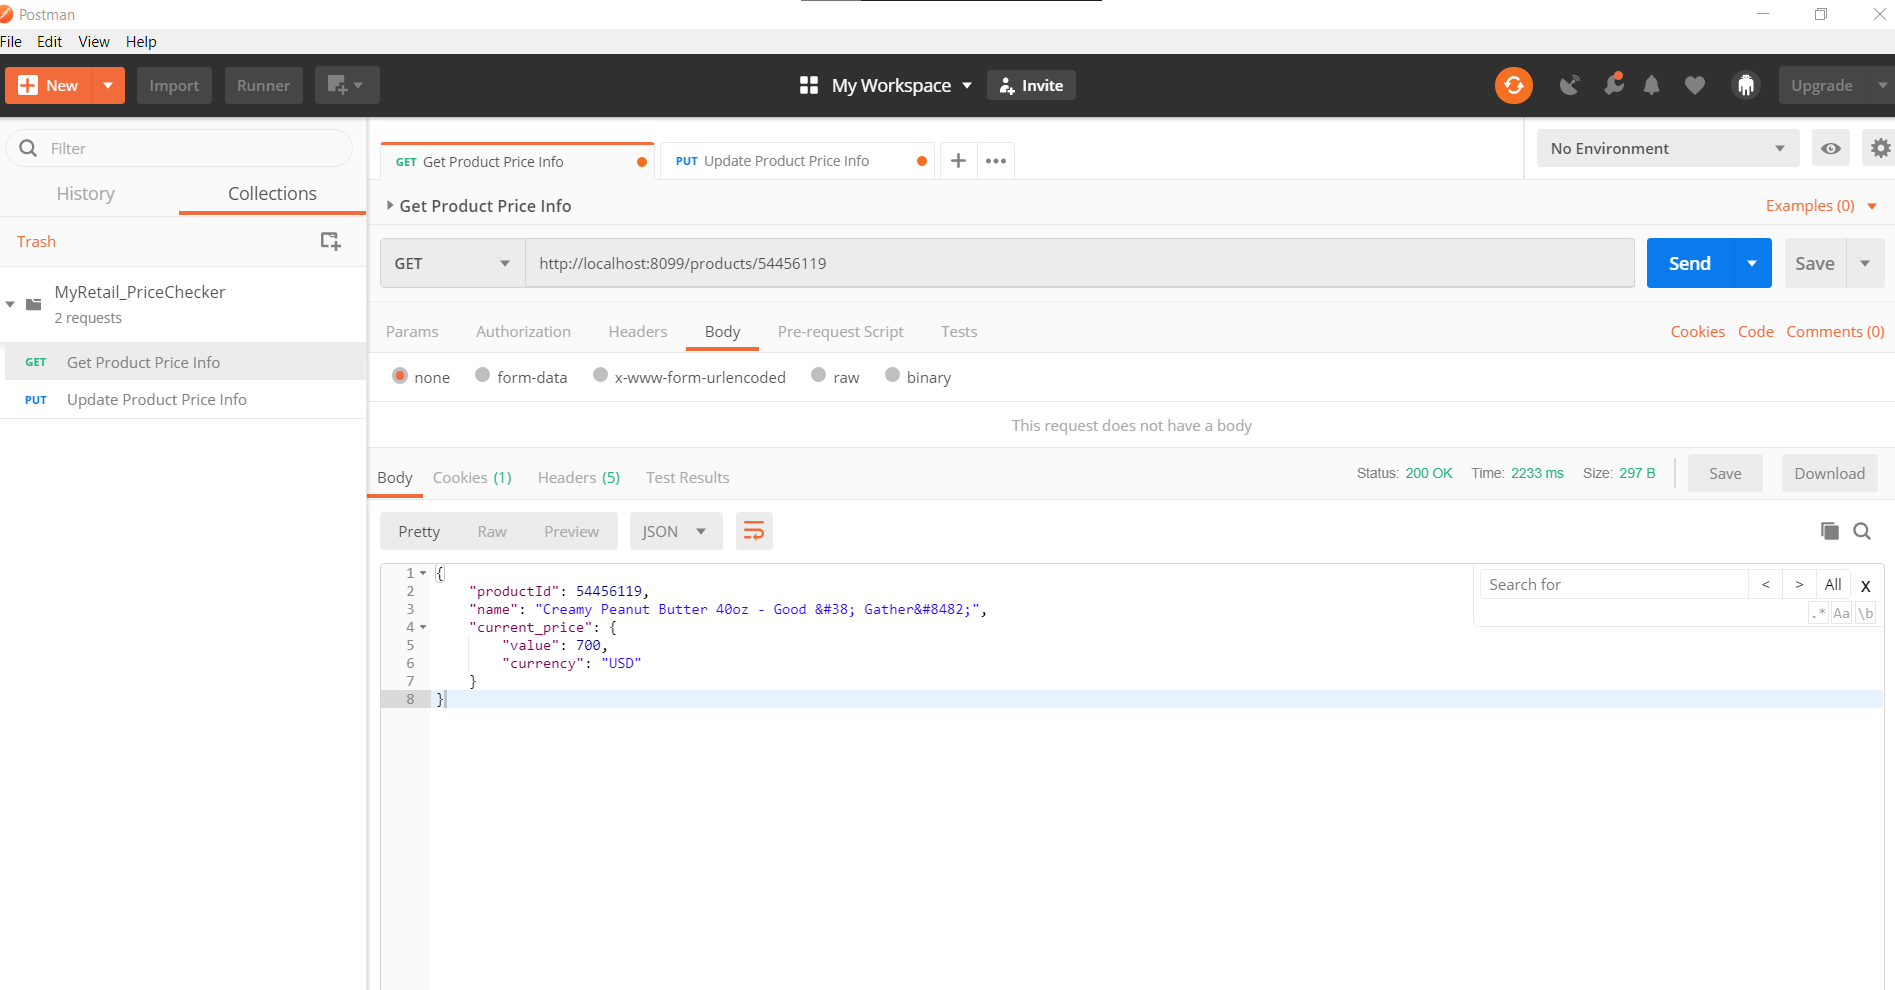 Postman
File Edit View Help
New Import Runner My Workspace Invite Upgrade
Filter
History Collections
Trash
MyRetail_PriceChecker
2 requests
GET Get Product Price Info
PUT Update Product Price Info
GET Get Product Price Info PUT Update Product Price Info No Environment
Get Product Price Info Examples (0)
GET http://localhost:8099/products/54456119 Send Save
Params Authorization Headers Body Pre-request Script Tests Cookies Code Comments (0)
none form-data x-www-form-urlencoded raw binary
This request does not have a body
Body Cookies (1) Headers (5) Test Results Status: 200 OK Time: 2233 ms Size: 297 B Save Download
Pretty Raw Preview JSON
Search for < > All X
.* Aa \b
1 {
2 "productId": 54456119,
3 "name": "Creamy Peanut Butter 40oz - Good &#38; Gather&#8482;",
4 "current_price": {
5 "value": 700,
6 "currency": "USD"
7 }
8 }